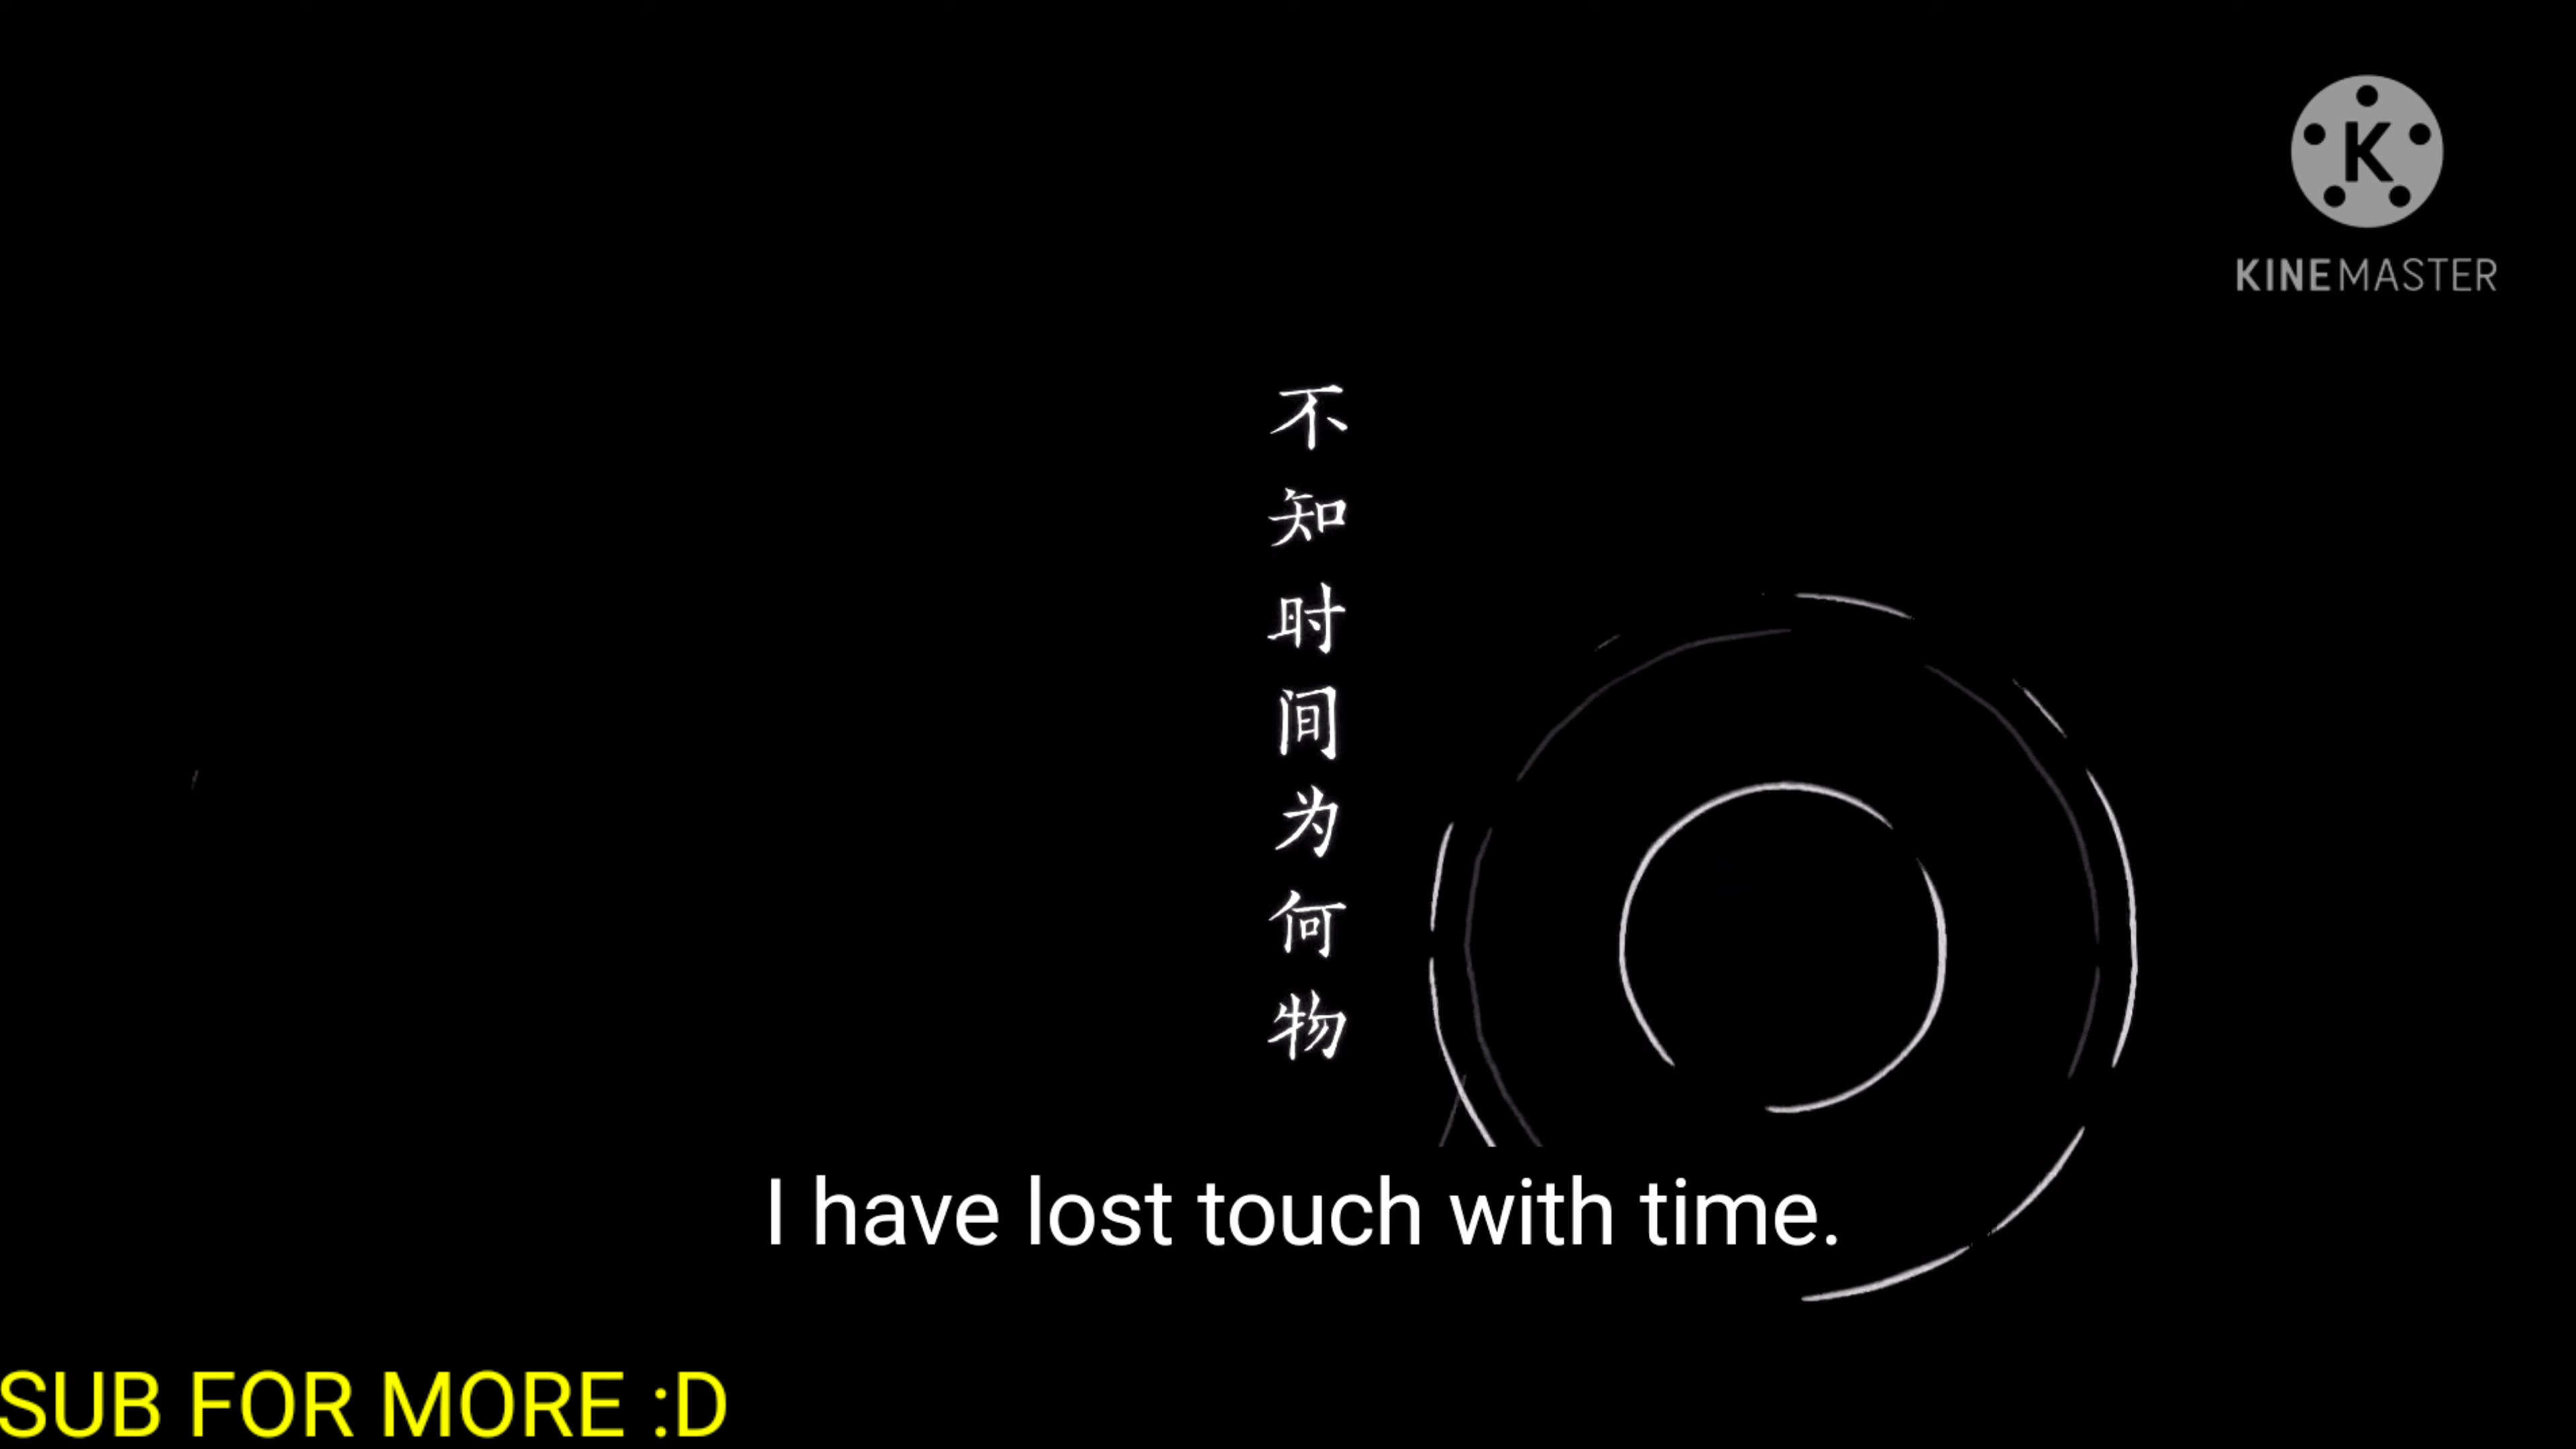 K
KINEMASTER
不知时间为何物
I have lost touch with time.
SUB FOR MORE :D